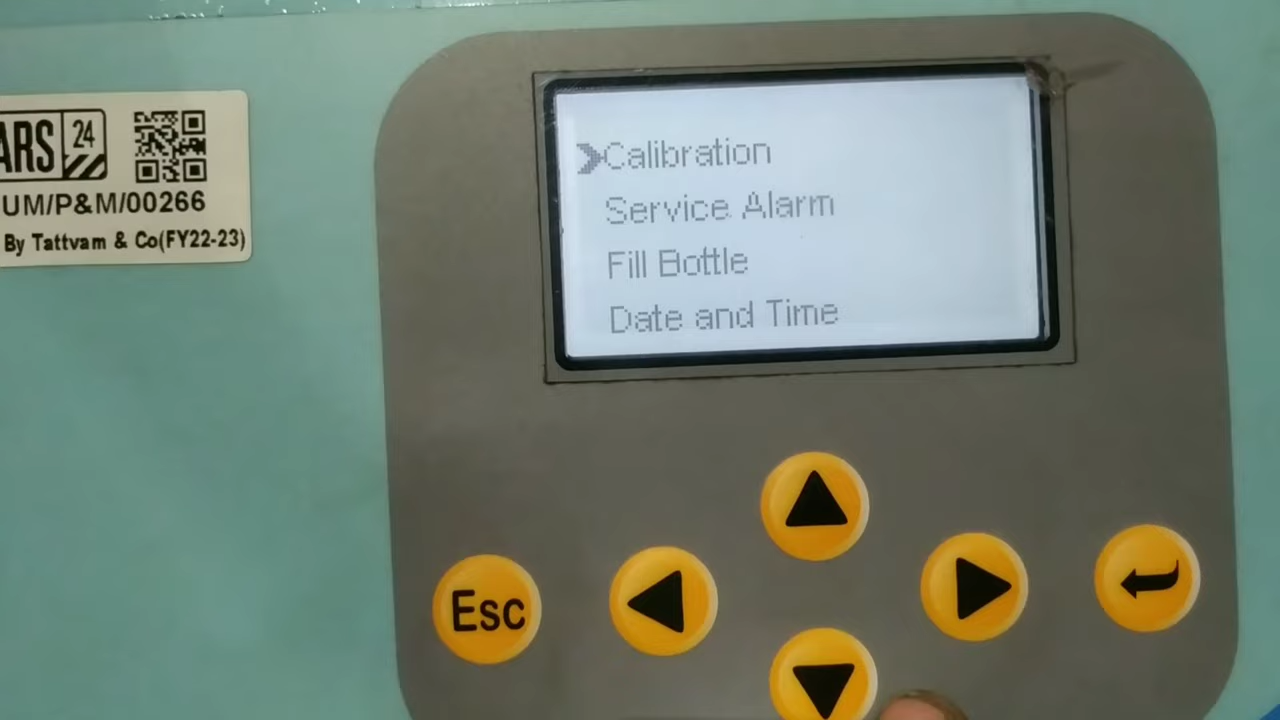 ARS 24
UM/P&M/00266
By Tattvam & Co(FY22-23)
Calibration
Service Alarm
Fill Bottle
Date and Time
Esc